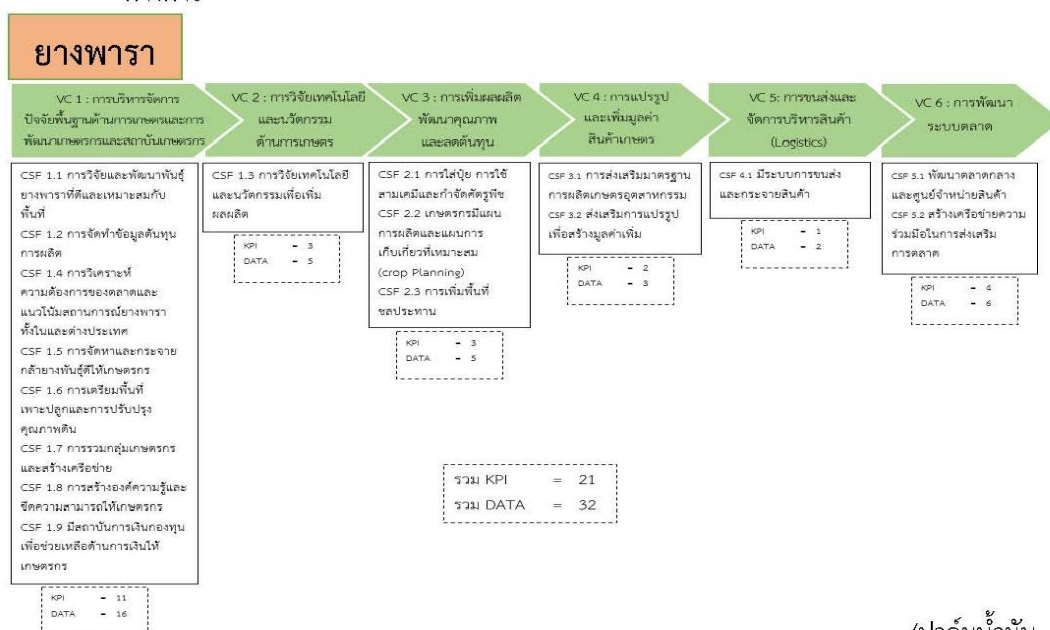 ยางพารา
VC 1 : การบริหารจัดการ
ปัจจัยพื้นฐานด้านการเกษตรและการ
พัฒนาเกษตรกรและสถาบันเกษตรกร
VC 2 : การวิจัยเทคโนโลยี
และนวัตกรรม
ด้านการเกษตร
VC 3 : การเพิ่มผลผลิต
พัฒนาคุณภาพ
และลดต้นทุน
VC 4 : การแปรรูป
และเพิ่มมูลค่า
สินค้าเกษตร
VC 5: การขนส่งและ
จัดการบริหารสินค้า
(Logistics)
VC 6 : การพัฒนา
ระบบตลาด
CSF 1.1 การวิจัยและพัฒนาพันธุ์
ยางพาราที่ดีและเหมาะสมกับ
พื้นที่
CSF 1.2 การจัดทำข้อมูลต้นทุน
การผลิต
CSF 1.4 การวิเคราะห์
ความต้องการของตลาดและ
แนวโน้มสถานการณ์ยางพารา
ทั้งในและต่างประเทศ
CSF 1.5 การจัดหาและกระจาย
กล้ายางพันธุ์ดีให้เกษตรกร
CSF 1.6 การเตรียมพื้นที่
เพาะปลูกและการปรับปรุง
คุณภาพดิน
CSF 1.7 การรวมกลุ่มเกษตรกร
และสร้างเครือข่าย
CSF 1.8 การสร้างองค์ความรู้และ
ขีดความสามารถให้เกษตรกร
CSF 1.9 มีสถาบันการเงินกองทุน
เพื่อช่วยเหลือด้านการเงินให้
เกษตรกร
KPI - 11
DATA - 16
CSF 1.3 การวิจัยเทคโนโลยี
และนวัตกรรมเพื่อเพิ่ม
ผลผลิต
KPI - 3
DATA - 5
CSF 2.1 การใส่ปุ๋ย การใช้
สามเคมีและกำจัดศัตรูพืช
CSF 2.2 เกษตรกรมีแผน
การผลิตและแผนการ
เก็บเกี่ยวที่เหมาะสม
(crop Planning)
CSF 2.3 การเพิ่มพื้นที่
ชลประทาน
KPI - 3
DATA - 5
CSF 3.1 การส่งเสริมมาตรฐาน
การผลิตเกษตรอุตสาหกรรม
CSF 3.2 ส่งเสริมการแปรรูป
เพื่อสร้างมูลค่าเพิ่ม
KPI - 2
DATA - 3
CSF 4.1 มีระบบการขนส่ง
และกระจายสินค้า
KPI - 1
DATA - 2
CSF 5.1 พัฒนาตลาดกลาง
และศูนย์จำหน่ายสินค้า
CSF 5.2 สร้างเครือข่ายความ
ร่วมมือในการส่งเสริม
การตลาด
KPI - 4
DATA - 6
รวม KPI = 21
รวม DATA = 32